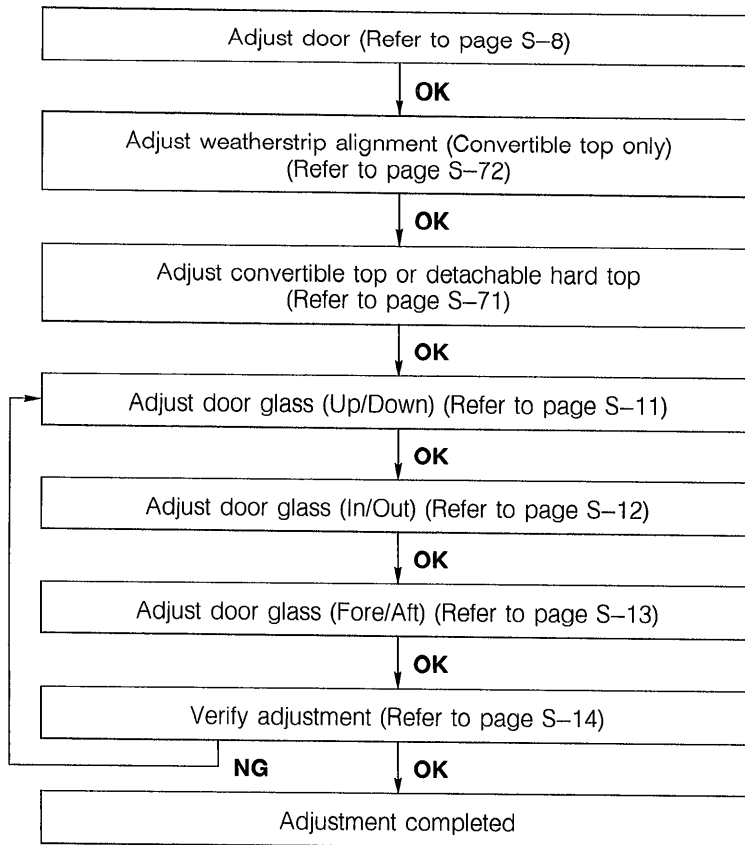 Adjust door (Refer to page S–8)
OK
Adjust weatherstrip alignment (Convertible top only)
(Refer to page S–72)
OK
Adjust convertible top or detachable hard top
(Refer to page S–71)
OK
Adjust door glass (Up/Down) (Refer to page S–11)
OK
Adjust door glass (In/Out) (Refer to page S–12)
OK
Adjust door glass (Fore/Aft) (Refer to page S–13)
OK
Verify adjustment (Refer to page S–14)
NG OK
Adjustment completed